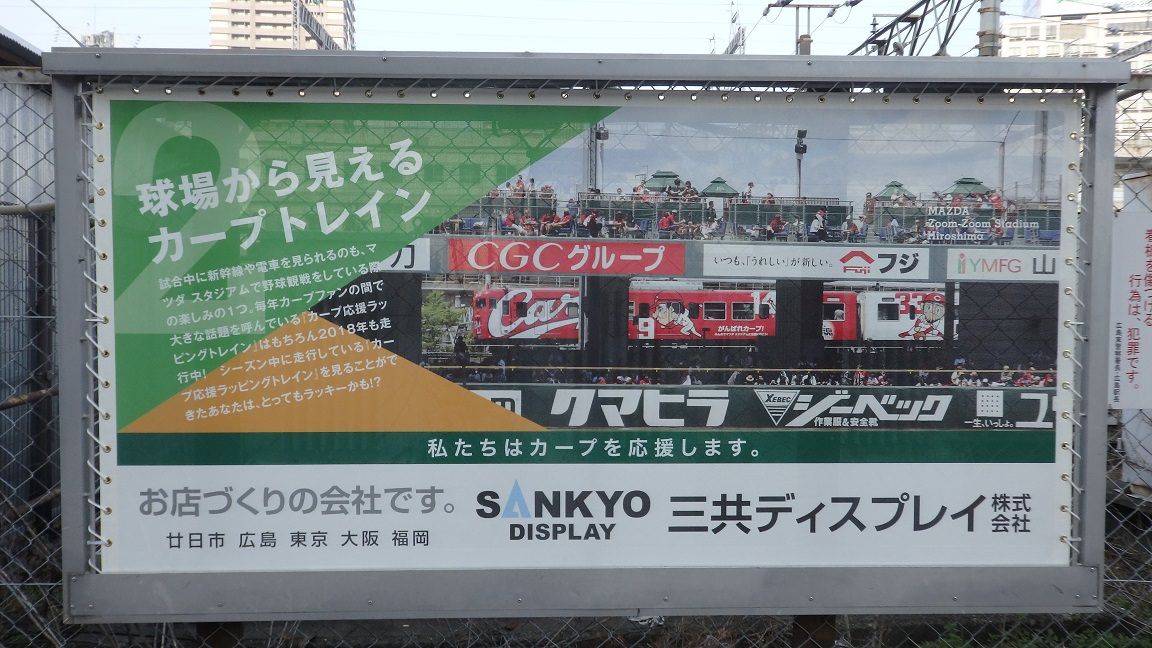 2
球場から見える
カープトレイン
試合中に新幹線や電車を見られるのも、マ
ツダ スタジアムで野球観戦をしている際
の楽しみの1つ。毎年カープファンの間で
大きな話題を呼んでいる「カープ応援ラッ
ピングトレイン」はもちろん2018年も走
行中! シーズン中に走行している「カー
プ応援ラッピングトレイン」を見ることがで
きたあなたは、とってもラッキーかも!?
MAZDA
Zoom-Zoom Stadium
Hiroshima
CGCグループ
いつも、「うれしい」が新しい。 フジ
YMFG 山
Car
9
がんばれカープ!
クマヒラ
XEBEC ジーベック
作業服&安全靴
一生、いっしょ。
私たちはカープを応援します。
お店づくりの会社です。
廿日市 広島 東京 大阪 福岡
SANKYO
DISPLAY
三共ディスプレイ 株式会社
行為は、犯罪です。